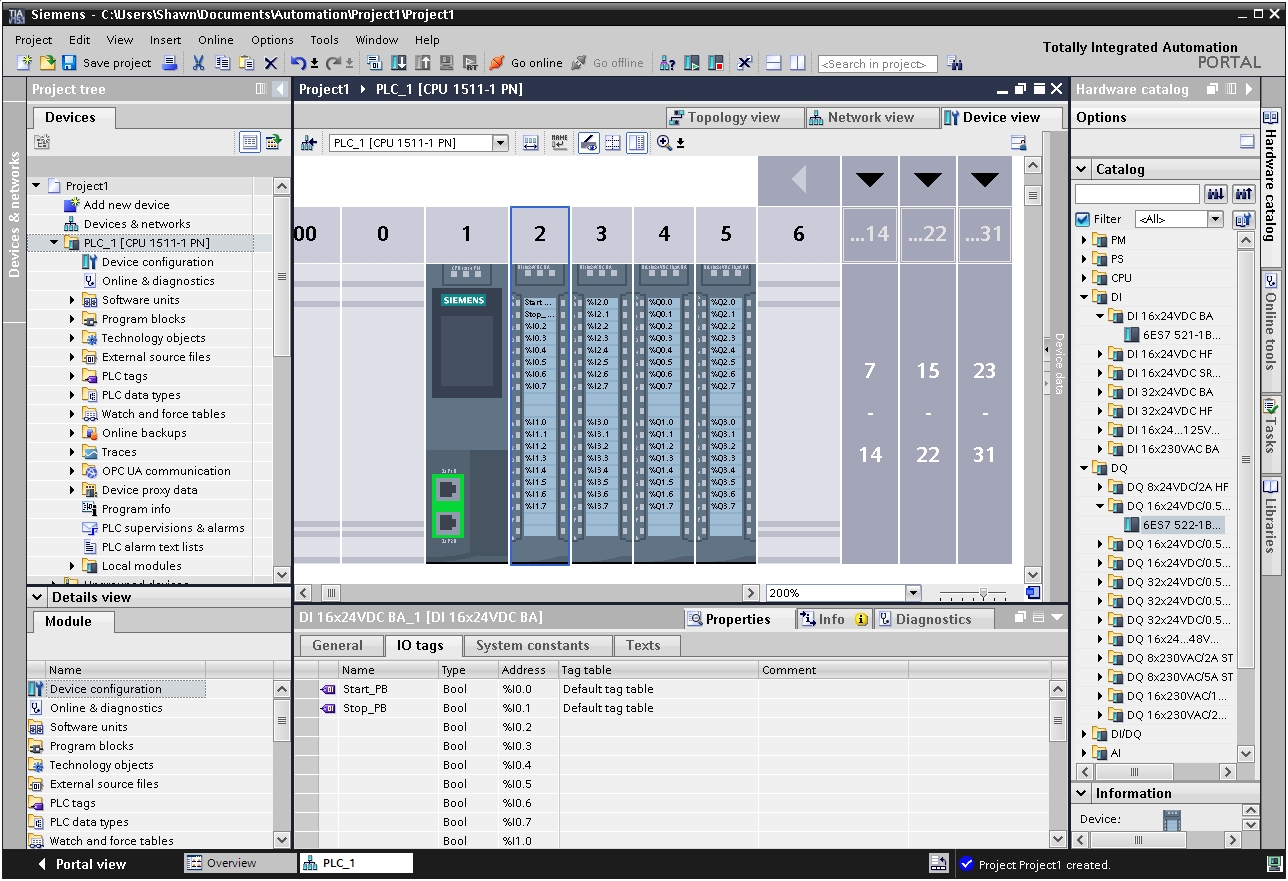 Siemens - C:\Users\Shawn\Documents\Automation\Project1\Project1
Project Edit View Insert Online Options Tools Window Help
Save project Go online Go offline <Search in project>
Totally Integrated Automation
PORTAL
Project tree
Devices
Devices & networks
Project1
Add new device
Devices & networks
PLC_1 [CPU 1511-1 PN]
Device configuration
Online & diagnostics
Software units
Program blocks
Technology objects
External source files
PLC tags
PLC data types
Watch and force tables
Online backups
Traces
OPC UA communication
Device proxy data
Program info
PLC supervisions & alarms
PLC alarm text lists
Local modules
Details view
Module
Name
Device configuration
Online & diagnostics
Software units
Program blocks
Technology objects
External source files
PLC tags
PLC data types
Watch and force tables
Project1 PLC_1 [CPU 1511-1 PN]
Topology view Network view Device view
PLC_1 [CPU 1511-1 PN]
00 0 1 2 3 4 5 6 ...14 ...22 ...31
SIEMENS
Start ... %I2.0 %Q0.0 %Q2.0
Stop_... %I2.1 %Q0.1 %Q2.1
%I0.2 %I2.2 %Q0.2 %Q2.2
%I0.3 %I2.3 %Q0.3 %Q2.3
%I0.4 %I2.4 %Q0.4 %Q2.4
%I0.5 %I2.5 %Q0.5 %Q2.5
%I0.6 %I2.6 %Q0.6 %Q2.6
%I0.7 %I2.7 %Q0.7 %Q2.7
%I1.0 %I3.0 %Q1.0 %Q3.0
%I1.1 %I3.1 %Q1.1 %Q3.1
%I1.2 %I3.2 %Q1.2 %Q3.2
%I1.3 %I3.3 %Q1.3 %Q3.3
%I1.4 %I3.4 %Q1.4 %Q3.4
%I1.5 %I3.5 %Q1.5 %Q3.5
%I1.6 %I3.6 %Q1.6 %Q3.6
%I1.7 %I3.7 %Q1.7 %Q3.7
7 15 23
- - -
14 22 31
Device data
200%
DI 16x24VDC BA_1 [DI 16x24VDC BA]
Properties Info Diagnostics
General IO tags System constants Texts
Name Type Address Tag table Comment
Start_PB Bool %I0.0 Default tag table
Stop_PB Bool %I0.1 Default tag table
Bool %I0.2
Bool %I0.3
Bool %I0.4
Bool %I0.5
Bool %I0.6
Bool %I0.7
Bool %I1.0
Hardware catalog
Options
Catalog
Filter <All>
PM
PS
CPU
DI
DI 16x24VDC BA
6ES7 521-1B...
DI 16x24VDC HF
DI 16x24VDC SR...
DI 32x24VDC BA
DI 32x24VDC HF
DI 16x24...125V...
DI 16x230VAC BA
DQ
DQ 8x24VDC/2A HF
DQ 16x24VDC/0.5...
6ES7 522-1B...
DQ 16x24VDC/0.5...
DQ 16x24VDC/0.5...
DQ 32x24VDC/0.5...
DQ 32x24VDC/0.5...
DQ 32x24VDC/0.5...
DQ 16x24...48V...
DQ 8x230VAC/2A ST
DQ 8x230VAC/5A ST
DQ 16x230VAC/1...
DQ 16x230VAC/2...
DI/DQ
AI
Information
Device:
Hardware catalog
Online tools
Tasks
Libraries
Portal view Overview PLC_1 Project Project1 created.